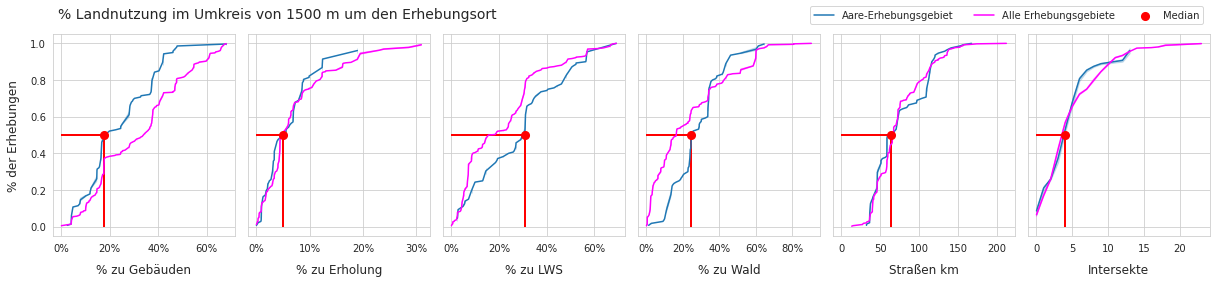 % Landnutzung im Umkreis von 1500 m um den Erhebungsort
Aare-Erhebungsgebiet Alle Erhebungsgebiete Median
% der Erhebungen
1.0
0.8
0.6
0.4
0.2
0.0
0% 20% 40% 60%
0% 10% 20% 30%
0% 20% 40% 60%
0% 20% 40% 60% 80%
0 50 100 150 200
0 5 10 15 20
% zu Gebäuden
% zu Erholung
% zu LWS
% zu Wald
Straßen km
Intersekte